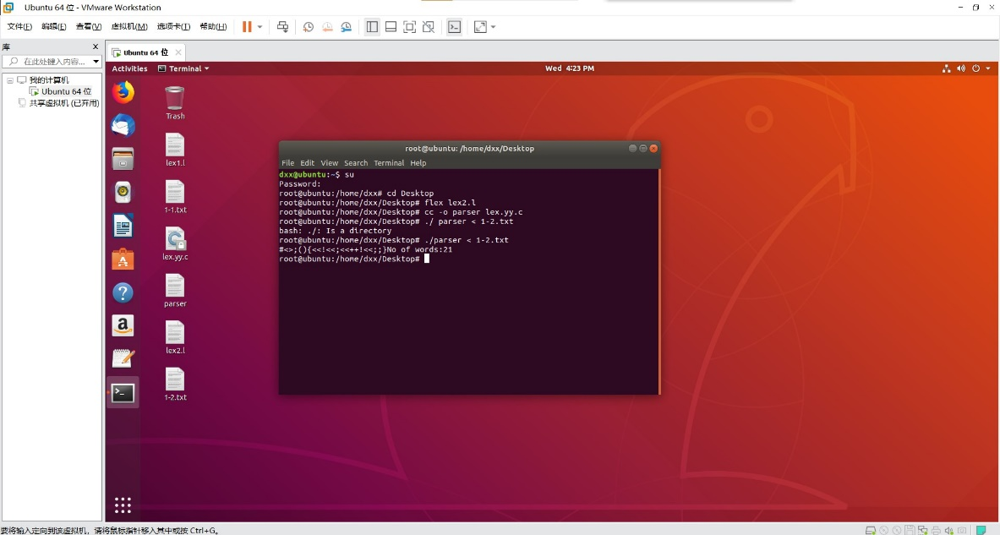 Ubuntu 64 位 - VMware Workstation
文件(F) 编辑(E) 查看(V) 虚拟机(M) 选项卡(T) 帮助(H)
库
在此处键入内容...
我的计算机
Ubuntu 64 位
共享虚拟机 (已弃用)
Ubuntu 64 位
Activities Terminal Wed 4:23 PM
Trash
lex1.l
1-1.txt
lex.yy.c
parser
lex2.l
1-2.txt
root@ubuntu: /home/dxx/Desktop
File Edit View Search Terminal Help
dxx@ubuntu:~$ su
Password:
root@ubuntu:/home/dxx# cd Desktop
root@ubuntu:/home/dxx/Desktop# flex lex2.l
root@ubuntu:/home/dxx/Desktop# cc -o parser lex.yy.c
root@ubuntu:/home/dxx/Desktop# ./ parser < 1-2.txt
bash: ./: Is a directory
root@ubuntu:/home/dxx/Desktop# ./parser < 1-2.txt
#<>;(){<<!<<;<<++!<<;;}No of words:21
root@ubuntu:/home/dxx/Desktop#
要将输入定向到该虚拟机，请将鼠标指针移入其中或按 Ctrl+G。